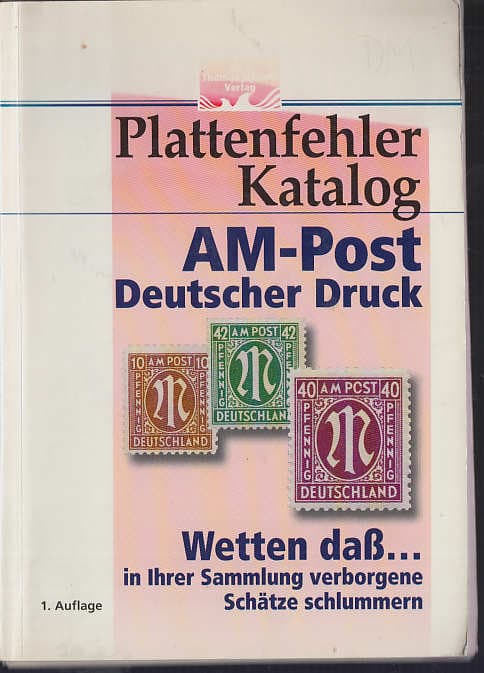 Verlag
Plattenfehler
Katalog
AM-Post
Deutscher Druck
42 AM POST 42
PFENNIG
PFENNIG
DEUTSCHLAND
10 AM POST 10
PFENNIG
PFENNIG
DEUTSCHLAND
40 AM POST 40
PFENNIG
PFENNIG
DEUTSCHLAND
Wetten daß...
in Ihrer Sammlung verborgene
Schätze schlummern
1. Auflage